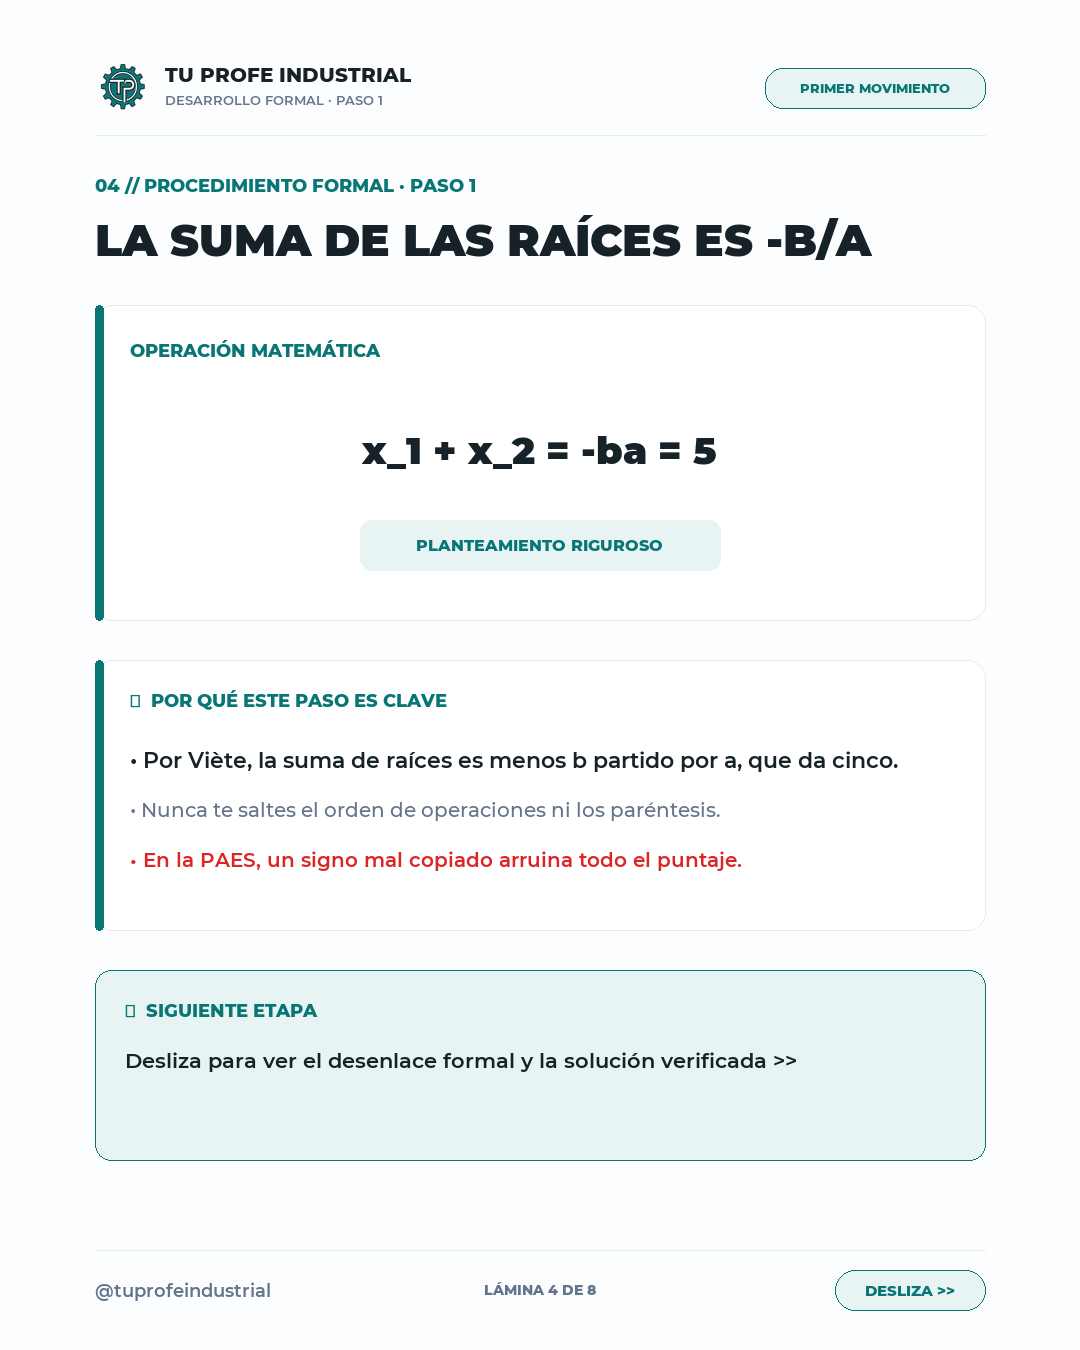 TP
TU PROFE INDUSTRIAL
DESARROLLO FORMAL · PASO 1
PRIMER MOVIMIENTO
04 // PROCEDIMIENTO FORMAL · PASO 1
LA SUMA DE LAS RAÍCES ES -B/A
OPERACIÓN MATEMÁTICA
x_1 + x_2 = -ba = 5
PLANTEAMIENTO RIGUROSO
POR QUÉ ESTE PASO ES CLAVE
• Por Viète, la suma de raíces es menos b partido por a, que da cinco.
• Nunca te saltes el orden de operaciones ni los paréntesis.
• En la PAES, un signo mal copiado arruina todo el puntaje.
SIGUIENTE ETAPA
Desliza para ver el desenlace formal y la solución verificada >>
@tuprofeindustrial
LÁMINA 4 DE 8
DESLIZA >>